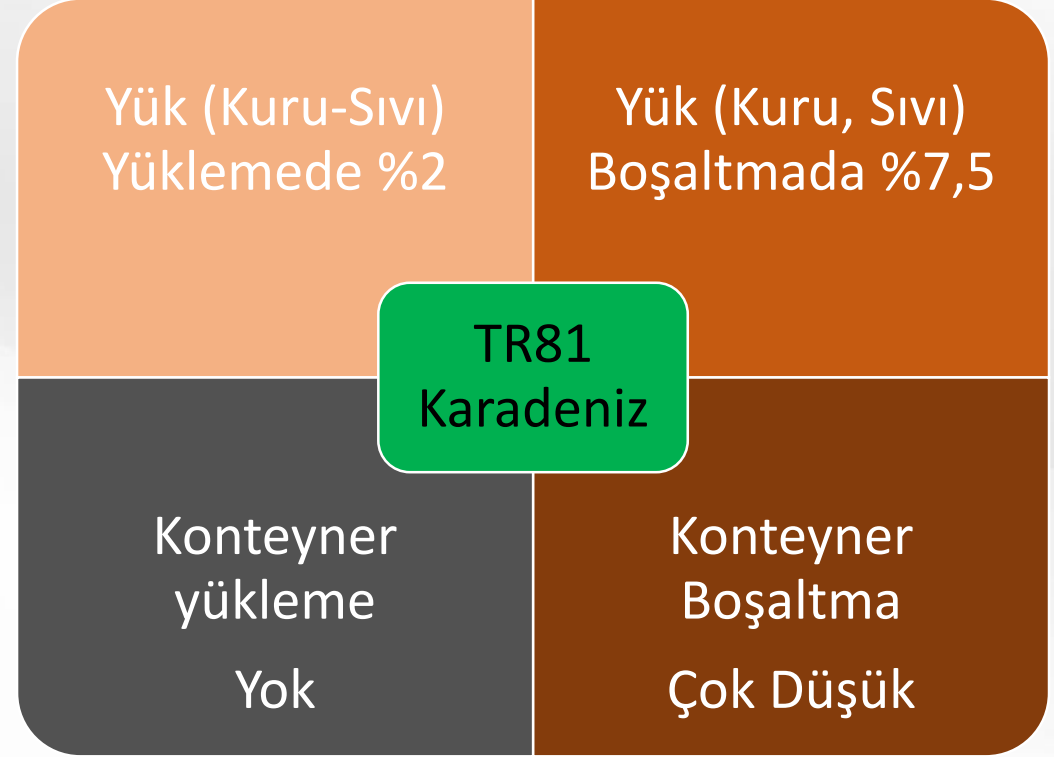 Yük (Kuru-Sıvı)
Yüklemede %2
Yük (Kuru, Sıvı)
Boşaltmada %7,5
TR81
Karadeniz
Konteyner
yükleme
Yok
Konteyner
Boşaltma
Çok Düşük